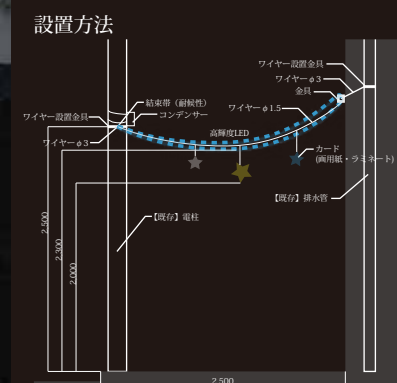 設置方法
ワイヤー設置金具
ワイヤーφ3
金具
ワイヤーφ1.5
結束帯（耐候性）
コンデンサー
ワイヤー設置金具
ワイヤーφ3
高輝度LED
カード
(画用紙・ラミネート)
【既存】排水管
【既存】電柱
2,500
2,300
2,000
2,500